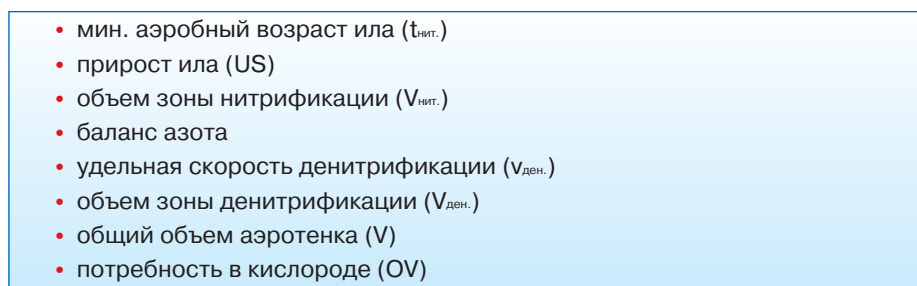 • мин. аэробный возраст ила (tнит.)
• прирост ила (US)
• объем зоны нитрификации (Vнит.)
• баланс азота
• удельная скорость денитрификации (vден.)
• объем зоны денитрификации (Vден.)
• общий объем аэротенка (V)
• потребность в кислороде (OV)